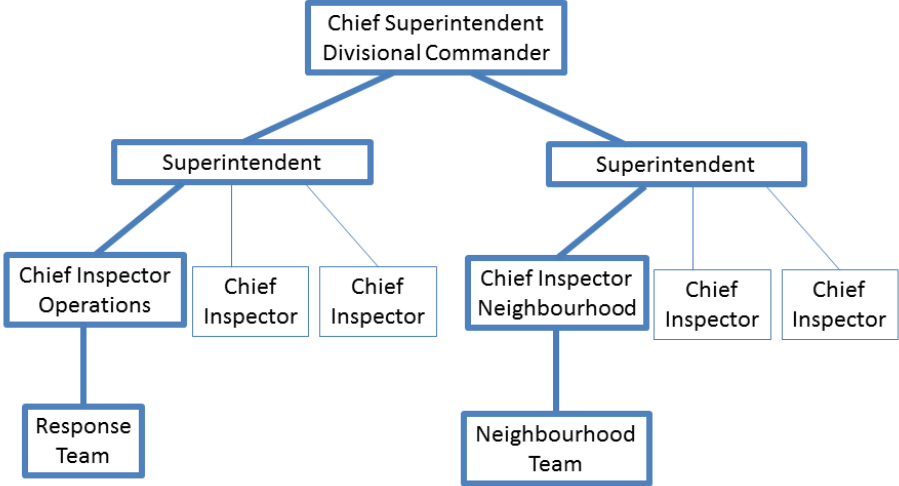 Chief Superintendent
Divisional Commander
Superintendent
Superintendent
Chief Inspector
Operations
Chief
Inspector
Chief
Inspector
Chief Inspector
Neighbourhood
Chief
Inspector
Chief
Inspector
Response
Team
Neighbourhood
Team